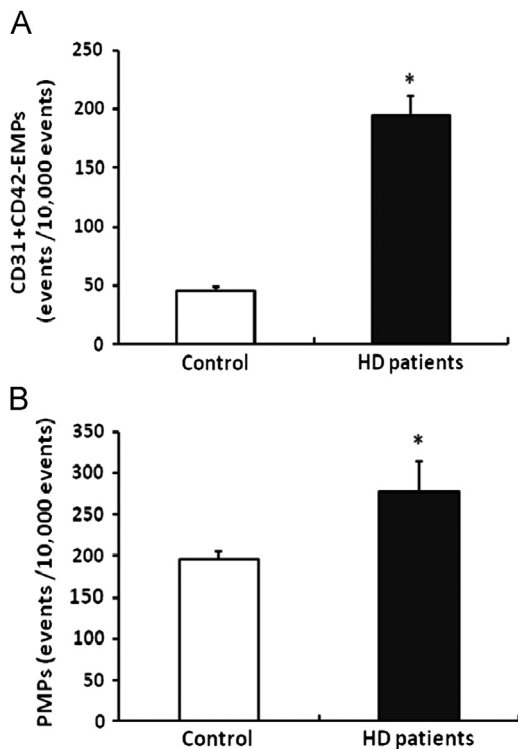 A
CD31+CD42-EMPs
(events /10,000 events)
250
200
150
100
50
0
*
Control
HD patients
B
PMPs (events /10,000 events)
350
300
250
200
150
100
50
0
*
Control
HD patients